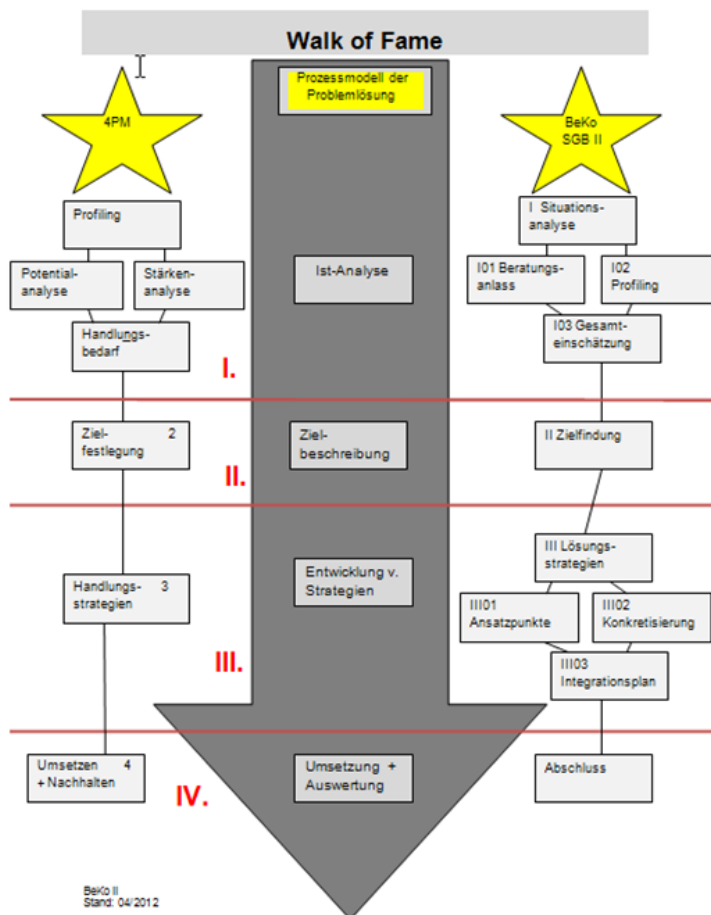 Walk of Fame
4PM
Prozessmodell der
Problemlösung
BeKo
SGB II
Profiling
Potential-
analyse
Stärken-
analyse
Handlungs-
bedarf
Ist-Analyse
I Situations-
analyse
I01 Beratungs-
anlass
I02
Profiling
I03 Gesamt-
einschätzung
I.
Ziel- 2
festlegung
Ziel-
beschreibung
II Zielfindung
II.
Handlungs- 3
strategien
Entwicklung v.
Strategien
III Lösungs-
strategien
III01
Ansatzpunkte
III02
Konkretisierung
III03
Integrationsplan
III.
Umsetzen 4
+ Nachhalten
Umsetzung +
Auswertung
Abschluss
IV.
BeKo II
Stand: 04/2012